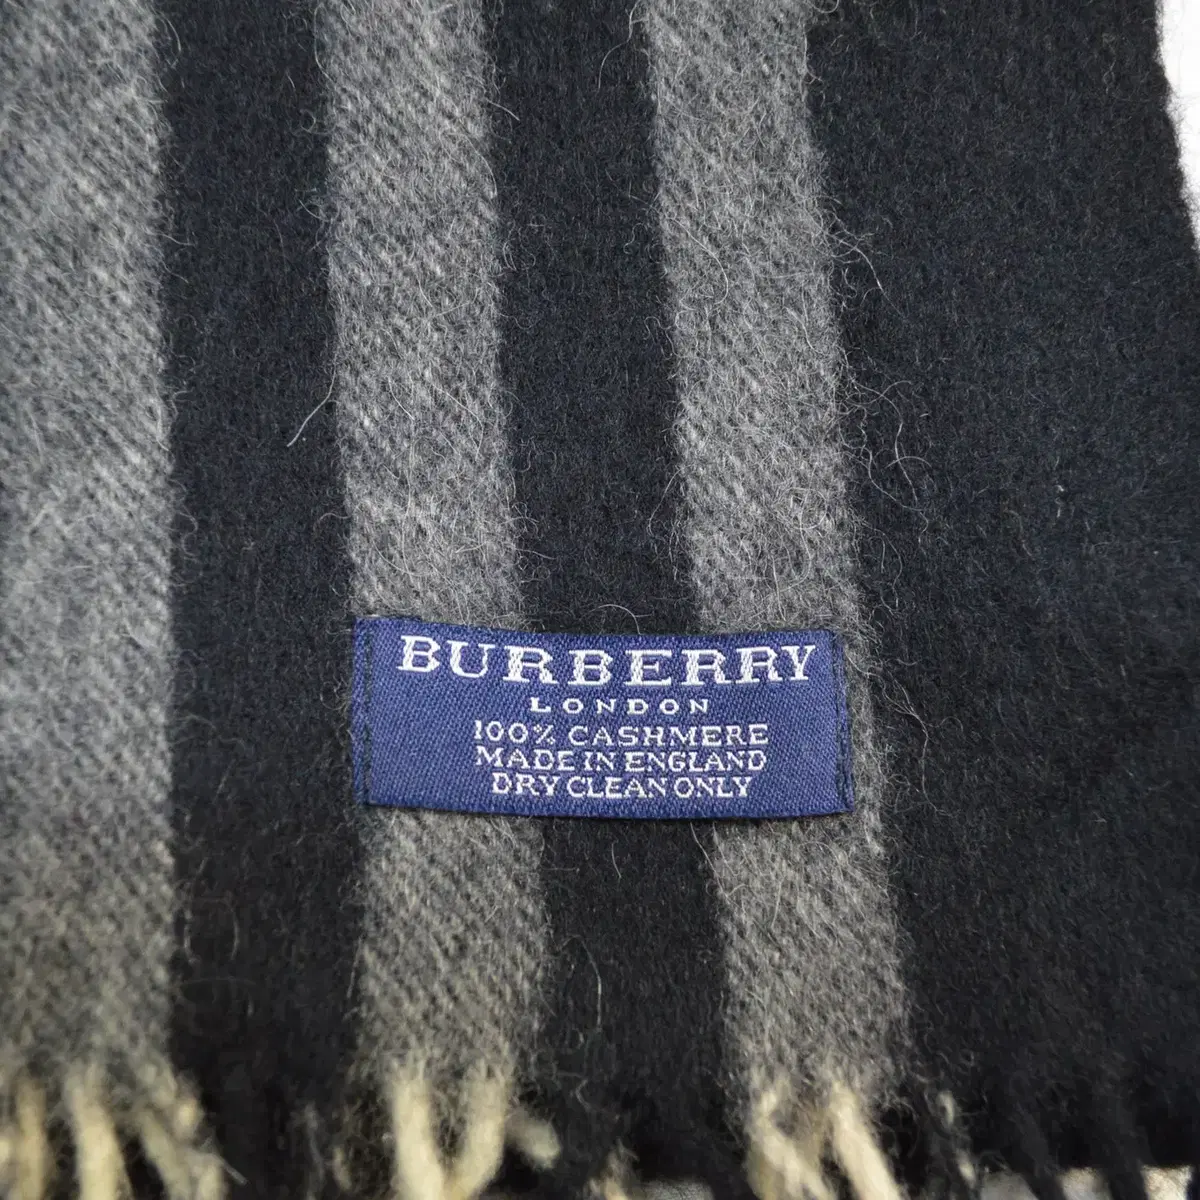 BURBERRY
LONDON
100% CASHMERE
MADE IN ENGLAND
DRY CLEAN ONLY